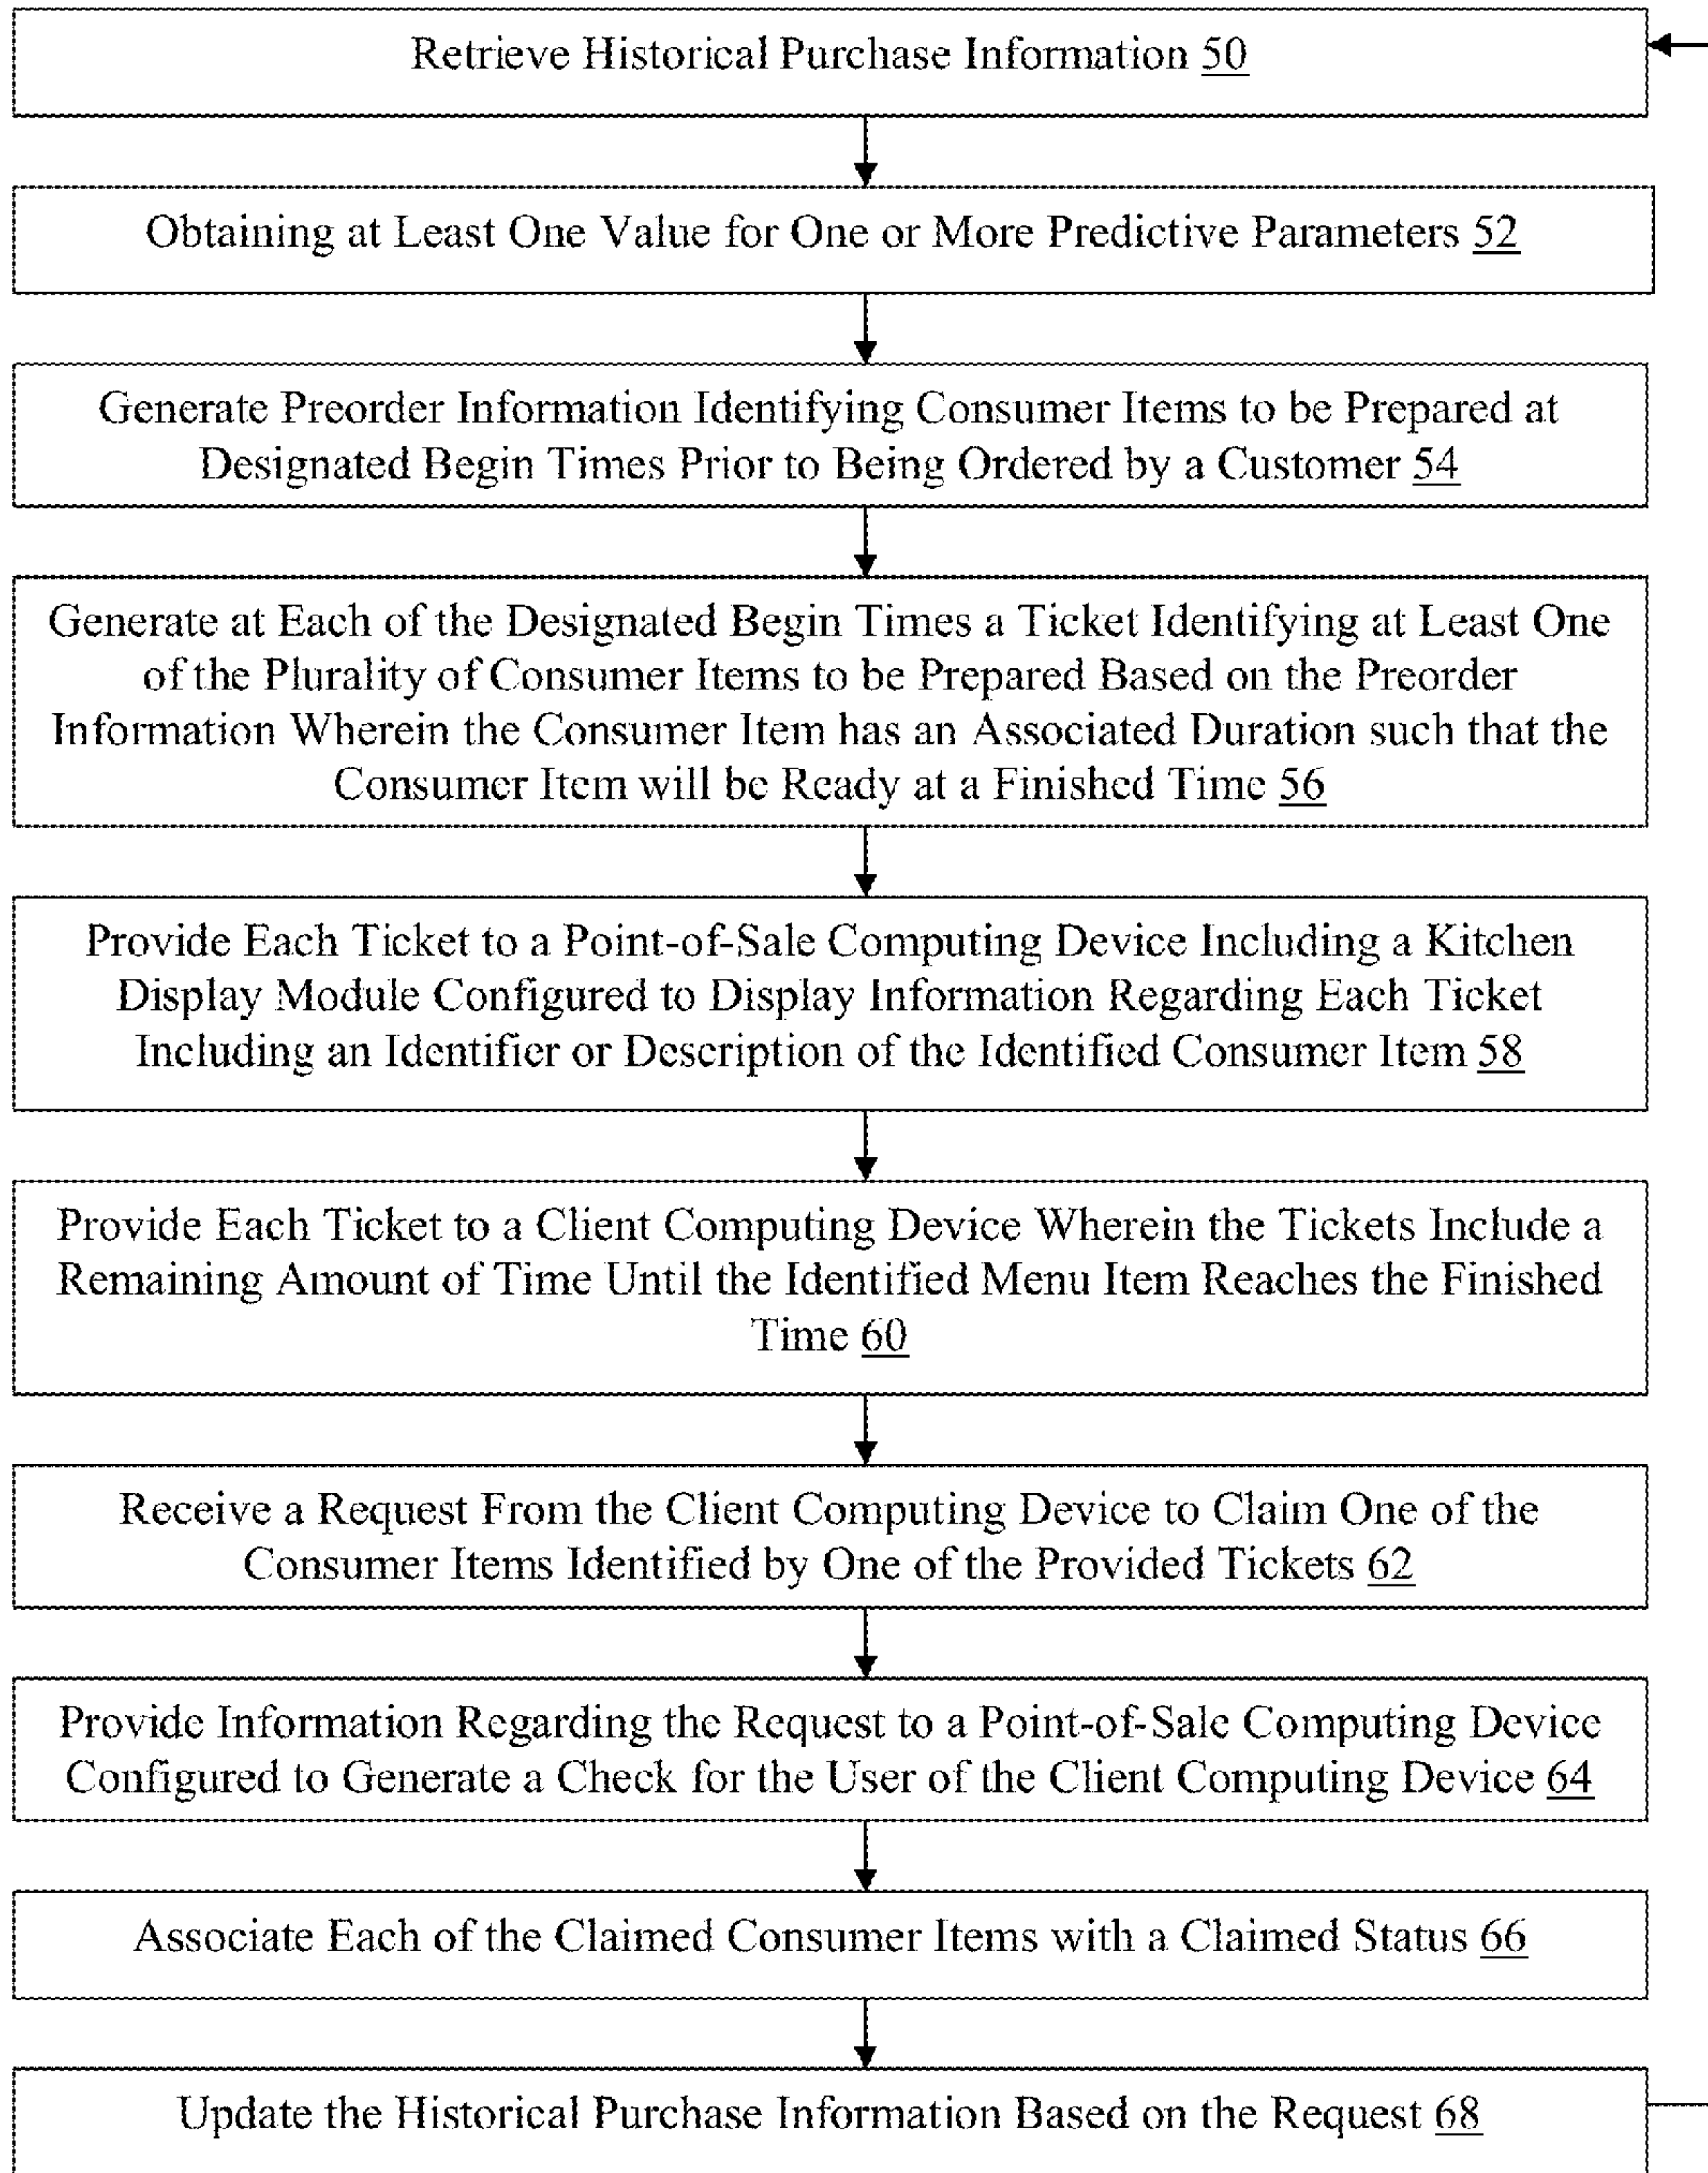 Retrieve Historical Purchase Information 50
Obtaining at Least One Value for One or More Predictive Parameters 52
Generate Preorder Information Identifying Consumer Items to be Prepared at
Designated Begin Times Prior to Being Ordered by a Customer 54
Generate at Each of the Designated Begin Times a Ticket Identifying at Least One
of the Plurality of Consumer Items to be Prepared Based on the Preorder
Information Wherein the Consumer Item has an Associated Duration such that the
Consumer Item will be Ready at a Finished Time 56
Provide Each Ticket to a Point-of-Sale Computing Device Including a Kitchen
Display Module Configured to Display Information Regarding Each Ticket
Including an Identifier or Description of the Identified Consumer Item 58
Provide Each Ticket to a Client Computing Device Wherein the Tickets Include a
Remaining Amount of Time Until the Identified Menu Item Reaches the Finished
Time 60
Receive a Request From the Client Computing Device to Claim One of the
Consumer Items Identified by One of the Provided Tickets 62
Provide Information Regarding the Request to a Point-of-Sale Computing Device
Configured to Generate a Check for the User of the Client Computing Device 64
Associate Each of the Claimed Consumer Items with a Claimed Status 66
Update the Historical Purchase Information Based on the Request 68